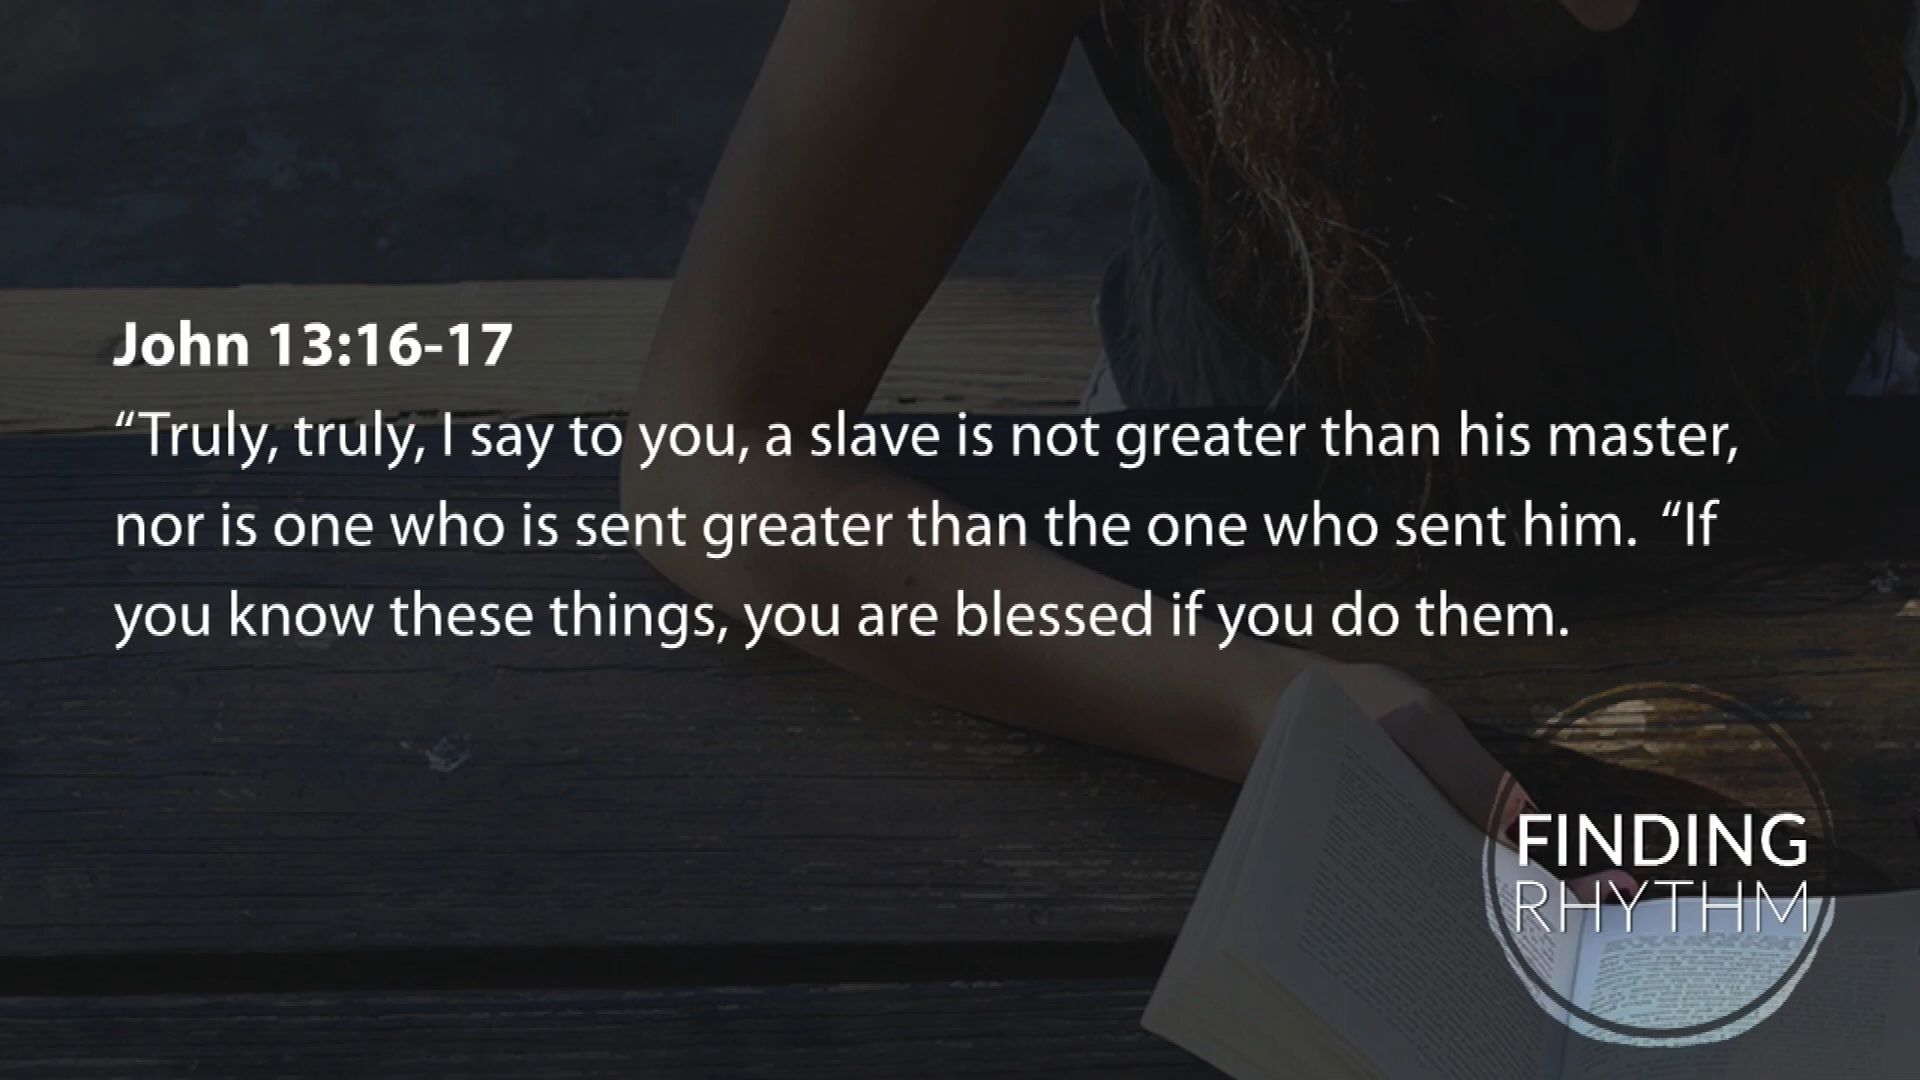 John 13:16-17
“Truly, truly, I say to you, a slave is not greater than his master,
nor is one who is sent greater than the one who sent him.  “If
you know these things, you are blessed if you do them.
FINDING
RHYTHM